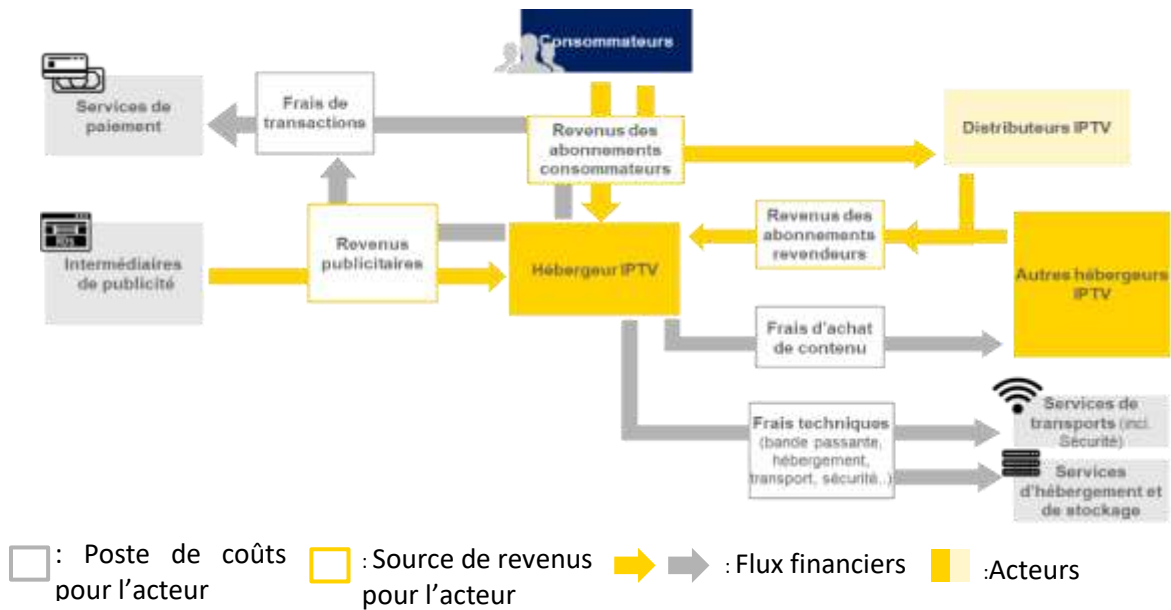 Consommateurs
Services de
paiement
Frais de
transactions
Revenus des
abonnements
consommateurs
Distributeurs IPTV
ADS
Intermédiaires
de publicité
Revenus
publicitaires
Hébergeur IPTV
Revenus des
abonnements
revendeurs
Autres hébergeurs
IPTV
Frais d'achat
de contenu
Frais techniques
(bande passante,
hébergement,
transport, sécurité..)
Services de
transports (incl.
Sécurité)
Services
d'hébergement et
de stockage
: Poste de coûts
pour l'acteur
: Source de revenus
pour l'acteur
: Flux financiers
:Acteurs